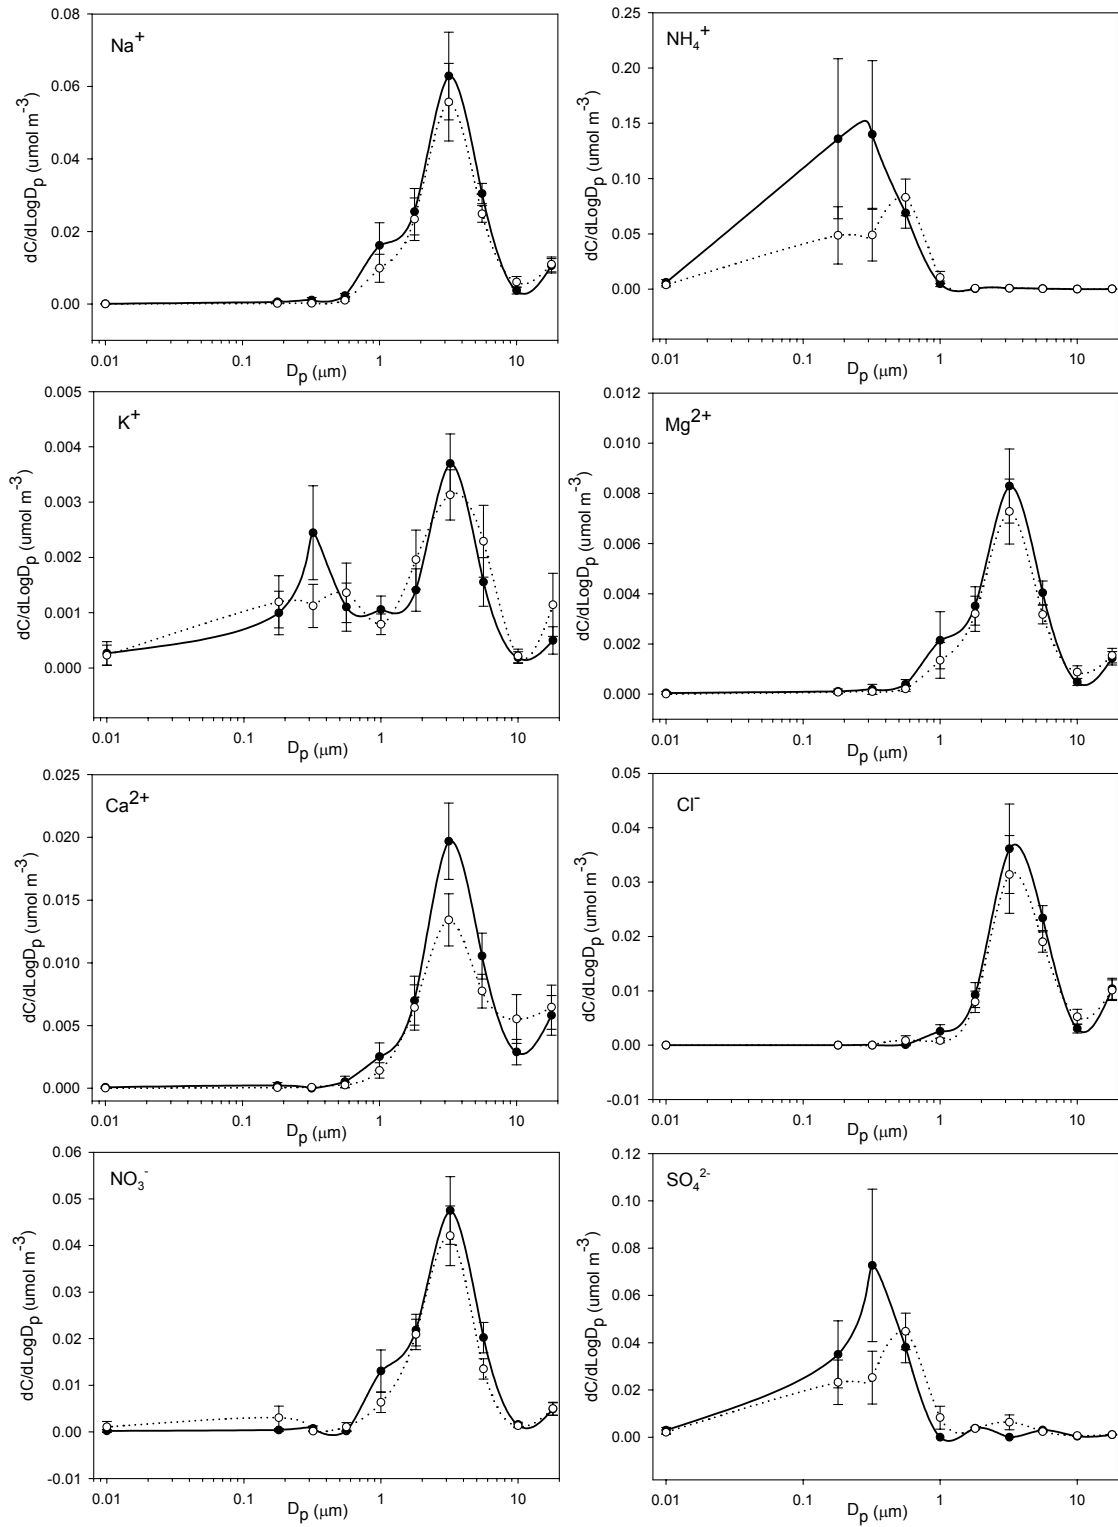 Na+
0.08
0.06
0.04
0.02
0.00
dC/dLogDp (umol m-3)
0.01 0.1 1 10
Dp (μm)
NH4+
0.25
0.20
0.15
0.10
0.05
0.00
dC/dLogDp (umol m-3)
0.01 0.1 1 10
Dp (μm)
K+
0.005
0.004
0.003
0.002
0.001
0.000
dC/dLogDp (umol m-3)
0.01 0.1 1 10
Dp (μm)
Mg2+
0.012
0.010
0.008
0.006
0.004
0.002
0.000
dC/dLogDp (umol m-3)
0.01 0.1 1 10
Dp (μm)
Ca2+
0.025
0.020
0.015
0.010
0.005
0.000
dC/dLogDp (umol m-3)
0.01 0.1 1 10
Dp (μm)
Cl-
0.05
0.04
0.03
0.02
0.01
0.00
-0.01
dC/dLogDp (umol m-3)
0.01 0.1 1 10
Dp (μm)
NO3-
0.06
0.05
0.04
0.03
0.02
0.01
0.00
-0.01
dC/dLogDp (umol m-3)
0.01 0.1 1 10
Dp (μm)
SO42-
0.12
0.10
0.08
0.06
0.04
0.02
0.00
dC/dLogDp (umol m-3)
0.01 0.1 1 10
Dp (μm)